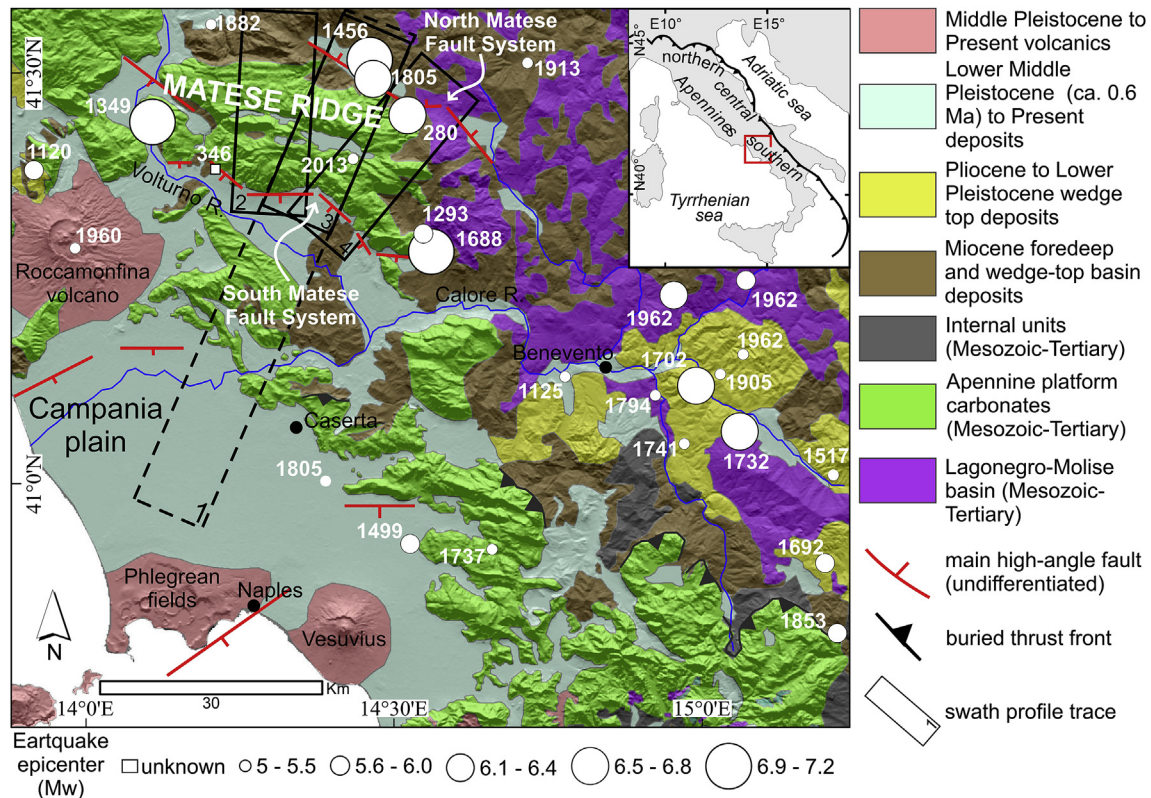 1882
1456
North Matese
Fault System
1913
1805
MATESE RIDGE
1349
280
1120
346
2013
Volturno R.
2
3
4
1293
1688
1960
Roccamonfina
volcano
South Matese
Fault System
Calore R.
1962
1962
1962
Benevento
1702
1905
1125
1794
Campania
plain
Caserta
1741
1732
1517
1805
1
1499
1737
1692
Phlegrean
fields
Naples
Vesuvius
1853
N
Km
30
41°30'N
41°0'N
14°0'E
14°30'E
15°0'E
E10°
E15°
N45°
N40°
northern
central
southern
Apennines
Adriatic sea
Tyrrhenian
sea
Middle Pleistocene to
Present volcanics
Lower Middle
Pleistocene (ca. 0.6
Ma) to Present
deposits
Pliocene to Lower
Pleistocene wedge
top deposits
Miocene foredeep
and wedge-top basin
deposits
Internal units
(Mesozoic-Tertiary)
Apennine platform
carbonates
(Mesozoic-Tertiary)
Lagonegro-Molise
basin (Mesozoic-
Tertiary)
main high-angle fault
(undifferentiated)
buried thrust front
1
swath profile trace
Eartquake
epicenter
(Mw)
unknown
5 - 5.5
5.6 - 6.0
6.1 - 6.4
6.5 - 6.8
6.9 - 7.2